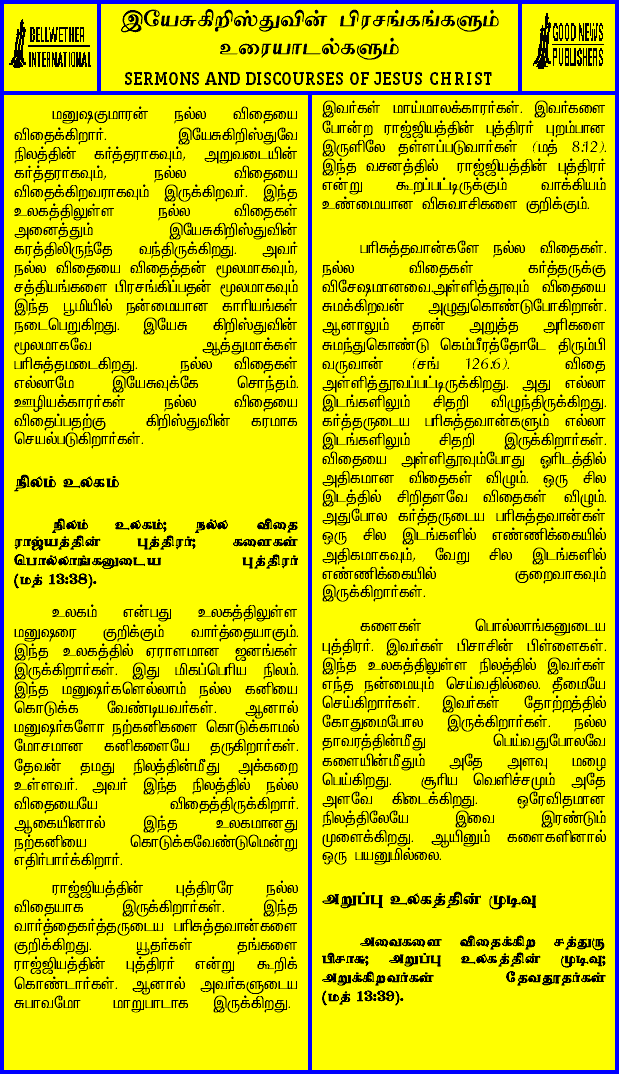 BELLWETHER
INTERNATIONAL
இயேசுகிறிஸ்துவின் பிரசங்கங்களும்
உரையாடல்களும்
SERMONS AND DISCOURSES OF JESUS CHRIST
GOOD NEWS
PUBLISHERS
மனுஷகுமாரன் நல்ல விதையை
விதைக்கிறார். இயேசுகிறிஸ்துவே
நிலத்தின் கர்த்தராகவும், அறுவடையின்
கர்த்தராகவும், நல்ல விதையை
விதைக்கிறவராகவும் இருக்கிறவர். இந்த
உலகத்திலுள்ள நல்ல விதைகள்
அனைத்தும் இயேசுகிறிஸ்துவின்
கரத்திலிருந்தே வந்திருக்கிறது. அவர்
நல்ல விதையை விதைத்தன் மூலமாகவும்,
சத்தியங்களை பிரசங்கிப்பதன் மூலமாகவும்
இந்த பூமியில் நன்மையான காரியங்கள்
நடைபெறுகிறது. இயேசு கிறிஸ்துவின்
மூலமாகவே ஆத்துமாக்கள்
பரிசுத்தமடைகிறது. நல்ல விதைகள்
எல்லாமே இயேசுவுக்கே சொந்தம்.
ஊழியக்காரர்கள் நல்ல விதையை
விதைப்பதற்கு கிறிஸ்துவின் கரமாக
செயல்படுகிறார்கள்.
நிலம் உலகம்
நிலம் உலகம்; நல்ல விதை
ராஜ்யத்தின் புத்திரர்; களைகள்
பொல்லாங்கனுடைய புத்திரர்
(மத் 13:38).
உலகம் என்பது உலகத்திலுள்ள
மனுஷரை குறிக்கும் வார்த்தையாகும்.
இந்த உலகத்தில் ஏராளமான ஜனங்கள்
இருக்கிறார்கள். இது மிகப்பெரிய நிலம்.
இந்த மனுஷர்களெல்லாம் நல்ல கனியை
கொடுக்க வேண்டியவர்கள். ஆனால்
மனுஷர்களோ நற்கனிகளை கொடுக்காமல்
மோசமான கனிகளையே தருகிறார்கள்.
தேவன் தமது நிலத்தின்மீது அக்கறை
உள்ளவர். அவர் இந்த நிலத்தில் நல்ல
விதையையே விதைத்திருக்கிறார்.
ஆகையினால் இந்த உலகமானது
நற்கனியை கொடுக்கவேண்டுமென்று
எதிர்பார்க்கிறார்.
ராஜ்ஜியத்தின் புத்திரரே நல்ல
விதையாக இருக்கிறார்கள். இந்த
வார்த்தைகர்த்தருடைய பரிசுத்தவான்களை
குறிக்கிறது. யூதர்கள் தங்களை
ராஜ்ஜியத்தின் புத்திரர் என்று கூறிக்
கொண்டார்கள். ஆனால் அவர்களுடைய
சுபாவமோ மாறுபாடாக இருக்கிறது.
இவர்கள் மாய்மாலக்காரர்கள். இவர்களை
போன்ற ராஜ்ஜியத்தின் புத்திரர் புறம்பான
இருளிலே தள்ளப்படுவார்கள் (மத் 8:12).
இந்த வசனத்தில் ராஜ்ஜியத்தின் புத்திரர்
என்று கூறப்பட்டிருக்கும் வாக்கியம்
உண்மையான விசுவாசிகளை குறிக்கும்.
பரிசுத்தவான்களே நல்ல விதைகள்.
நல்ல விதைகள் கர்த்தருக்கு
விசேஷமானவை.அள்ளித்தூவும் விதையை
சுமக்கிறவன் அழுதுகொண்டுபோகிறான்.
ஆனாலும் தான் அறுத்த அரிகளை
சுமந்துகொண்டு கெம்பீரத்தோடே திரும்பி
வருவான் (சங் 126:6). விதை
அள்ளித்தூவப்பட்டிருக்கிறது. அது எல்லா
இடங்களிலும் சிதறி விழுந்திருக்கிறது.
கர்த்தருடைய பரிசுத்தவான்களும் எல்லா
இடங்களிலும் சிதறி இருக்கிறார்கள்.
விதையை அள்ளிதூவும்போது ஓரிடத்தில்
அதிகமான விதைகள் விழும். ஒரு சில
இடத்தில் சிறிதளவே விதைகள் விழும்.
அதுபோல கர்த்தருடைய பரிசுத்தவான்கள்
ஒரு சில இடங்களில் எண்ணிக்கையில்
அதிகமாகவும், வேறு சில இடங்களில்
எண்ணிக்கையில் குறைவாகவும்
இருக்கிறார்கள்.
களைகள் பொல்லாங்கனுடைய
புத்திரர். இவர்கள் பிசாசின் பிள்ளைகள்.
இந்த உலகத்திலுள்ள நிலத்தில் இவர்கள்
எந்த நன்மையும் செய்வதில்லை. தீமையே
செய்கிறார்கள். இவர்கள் தோற்றத்தில்
கோதுமைபோல இருக்கிறார்கள். நல்ல
தாவரத்தின்மீது பெய்வதுபோலவே
களையின்மீதும் அதே அளவு மழை
பெய்கிறது. சூரிய வெளிச்சமும் அதே
அளவே கிடைக்கிறது. ஒரேவிதமான
நிலத்திலேயே இவை இரண்டும்
முளைக்கிறது. ஆயினும் களைகளினால்
ஒரு பயனுமில்லை.
அறுப்பு உலகத்தின் முடிவு
அவைகளை விதைக்கிற சத்துரு
பிசாசு; அறுப்பு உலகத்தின் முடிவு;
அறுக்கிறவர்கள் தேவதூதர்கள்
(மத் 13:39).